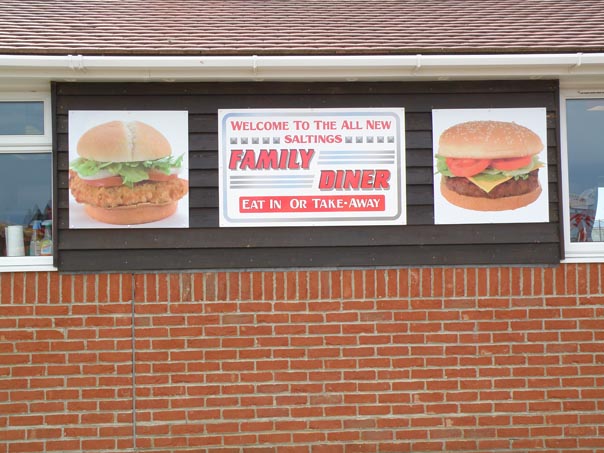 WELCOME TO THE ALL NEW
SALTINGS
FAMILY
DINER
EAT IN OR TAKE-AWAY